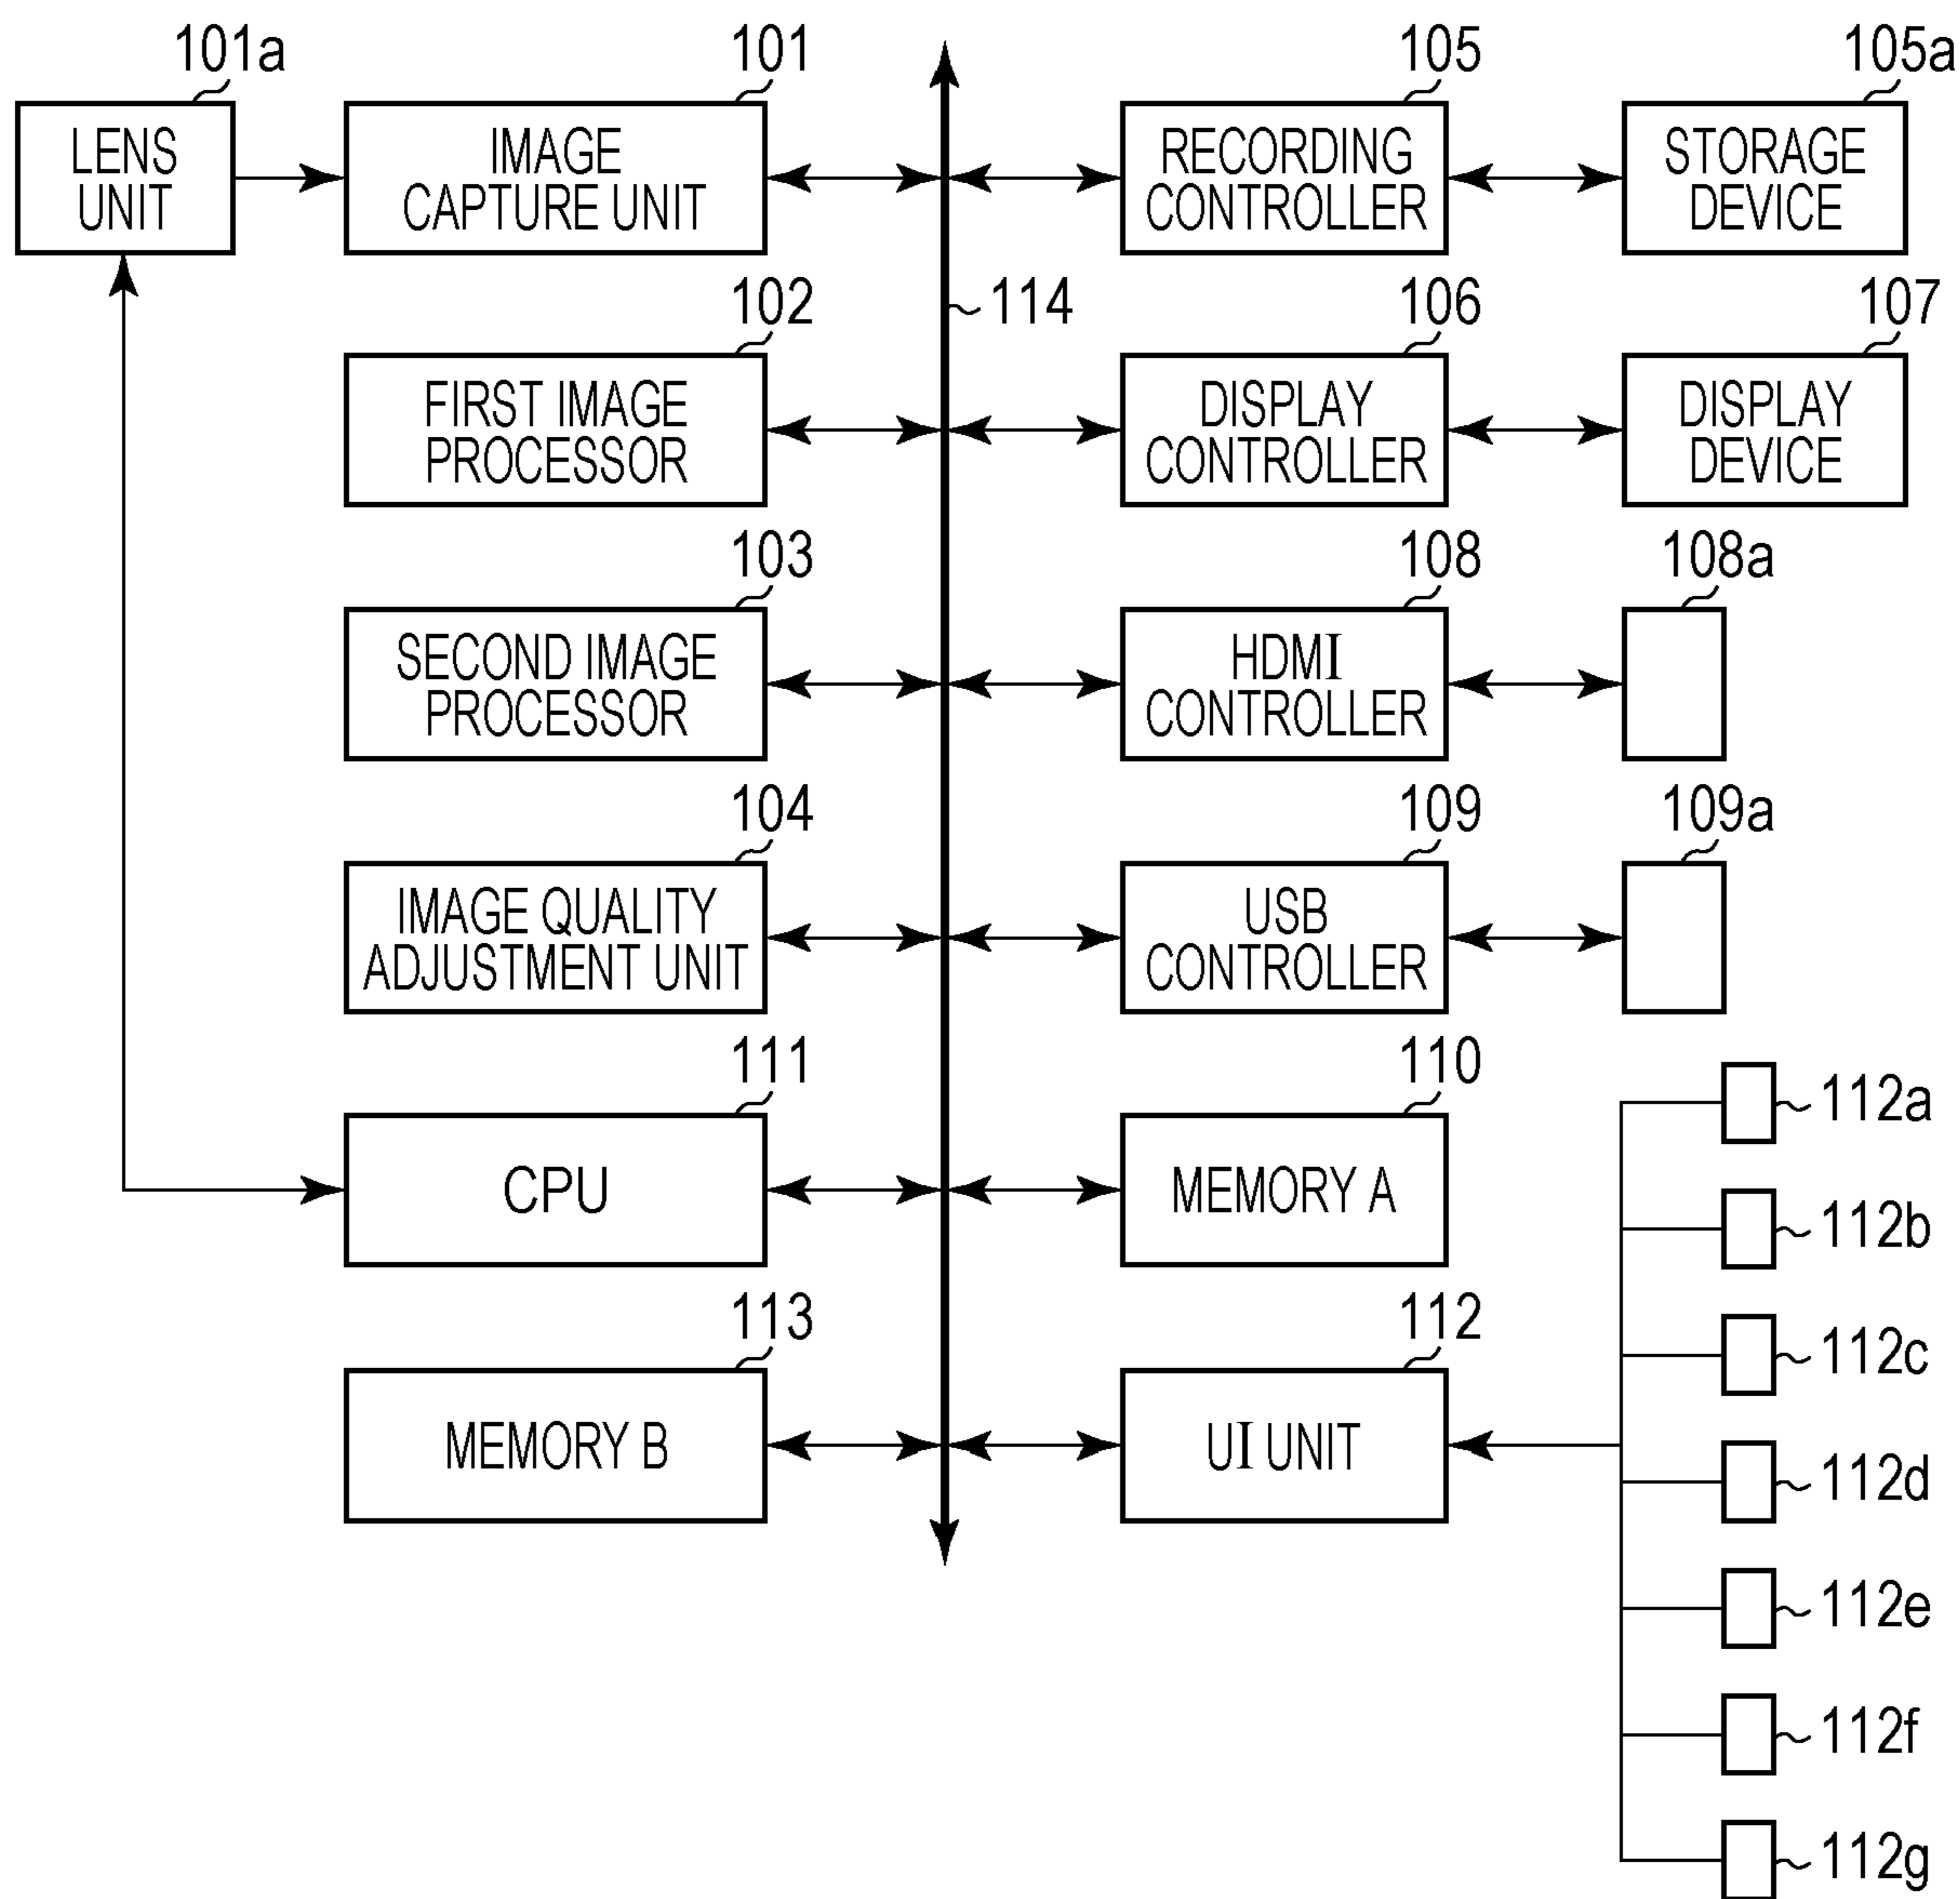 101a
101
105
105a
LENS
UNIT
IMAGE
CAPTURE UNIT
RECORDING
CONTROLLER
STORAGE
DEVICE
102
114
106
107
FIRST IMAGE
PROCESSOR
DISPLAY
CONTROLLER
DISPLAY
DEVICE
103
108
108a
SECOND IMAGE
PROCESSOR
HDMI
CONTROLLER
104
109
109a
IMAGE QUALITY
ADJUSTMENT UNIT
USB
CONTROLLER
111
110
CPU
MEMORY A
113
112
MEMORY B
UI UNIT
112a
112b
112c
112d
112e
112f
112g